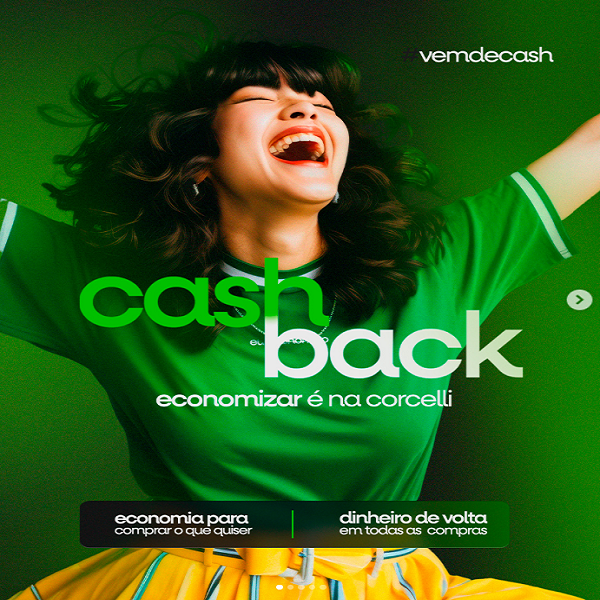 #vemdecash
cash
back
economizar é na corcelli
economia para
comprar o que quiser
dinheiro de volta
em todas as compras